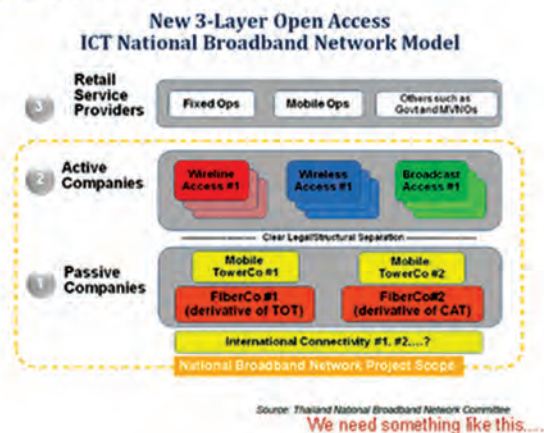 New 3-Layer Open Access
ICT National Broadband Network Model
3
Retail
Service
Providers
Fixed Ops
Mobile Ops
Others such as
Govt and MVNOs
2
Active
Companies
Wireline
Access #1
Wireless
Access #1
Broadcast
Access #1
Clear Legal/Structural Separation
1
Passive
Companies
Mobile
TowerCo #1
Mobile
TowerCo #2
FiberCo #1
(derivative of TOT)
FiberCo#2
(derivative of CAT)
International Connectivity #1, #2,...?
National Broadband Network Project Scope
Source: Thailand National Broadband Network Committee
We need something like this.....